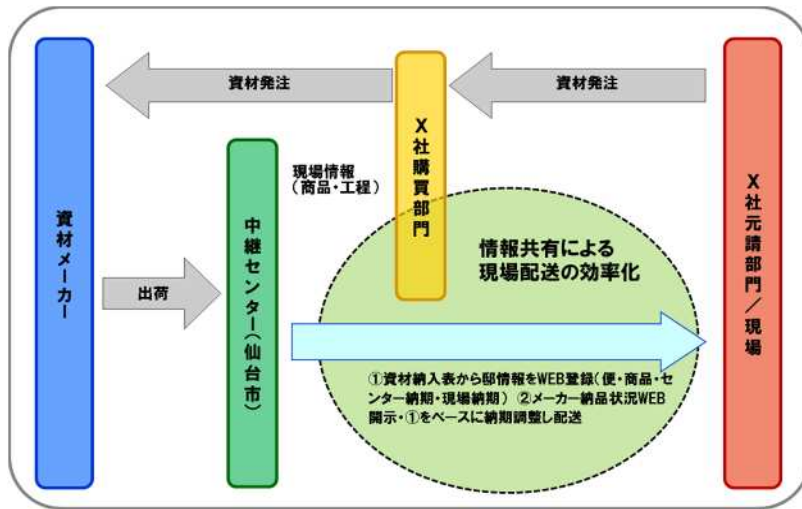 資材発注
資材発注
資材メーカー
出荷
中継センター(仙台市)
現場情報
(商品・工程)
X社購買部門
X社元請部門/現場
情報共有による
現場配送の効率化
①資材納入表から邸情報をWEB登録(便・商品・セ
ンター納期・現場納期) ②メーカー納品状況WEB
開示・①をベースに納期調整し配送